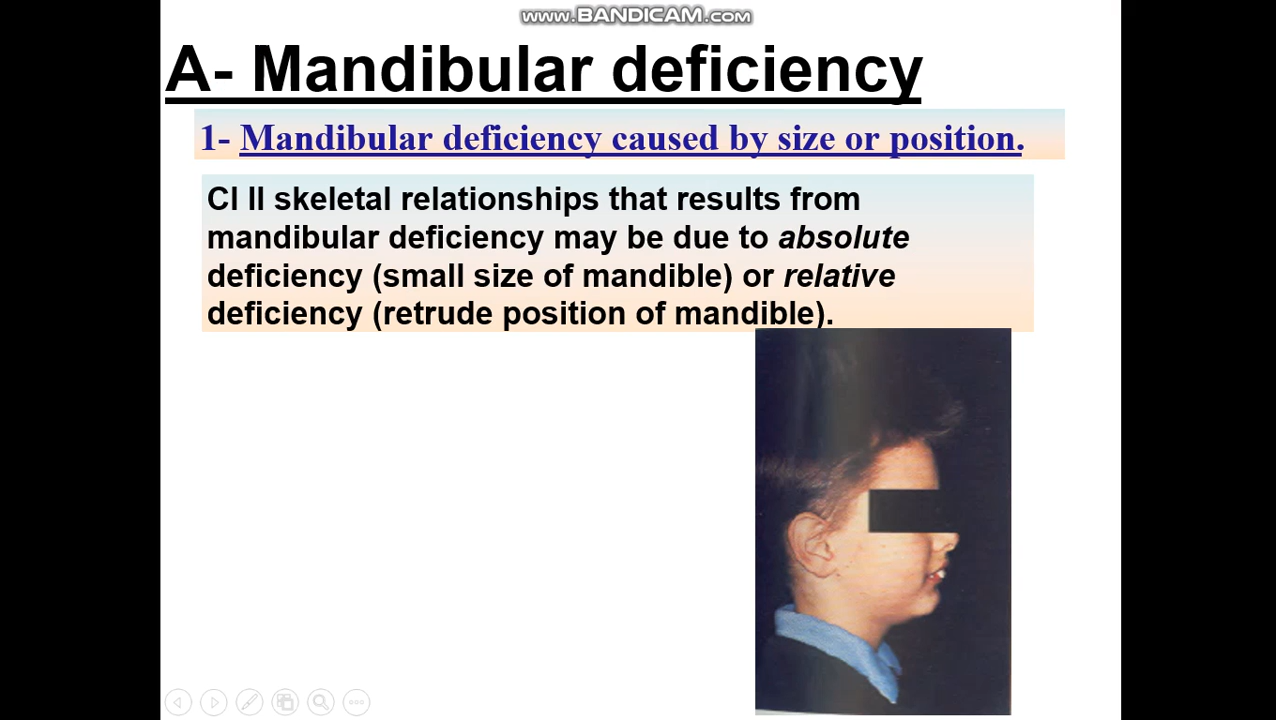 www.BANDICAM.com
A- Mandibular deficiency
1- Mandibular deficiency caused by size or position.
Cl II skeletal relationships that results from
mandibular deficiency may be due to absolute
deficiency (small size of mandible) or relative
deficiency (retrude position of mandible).